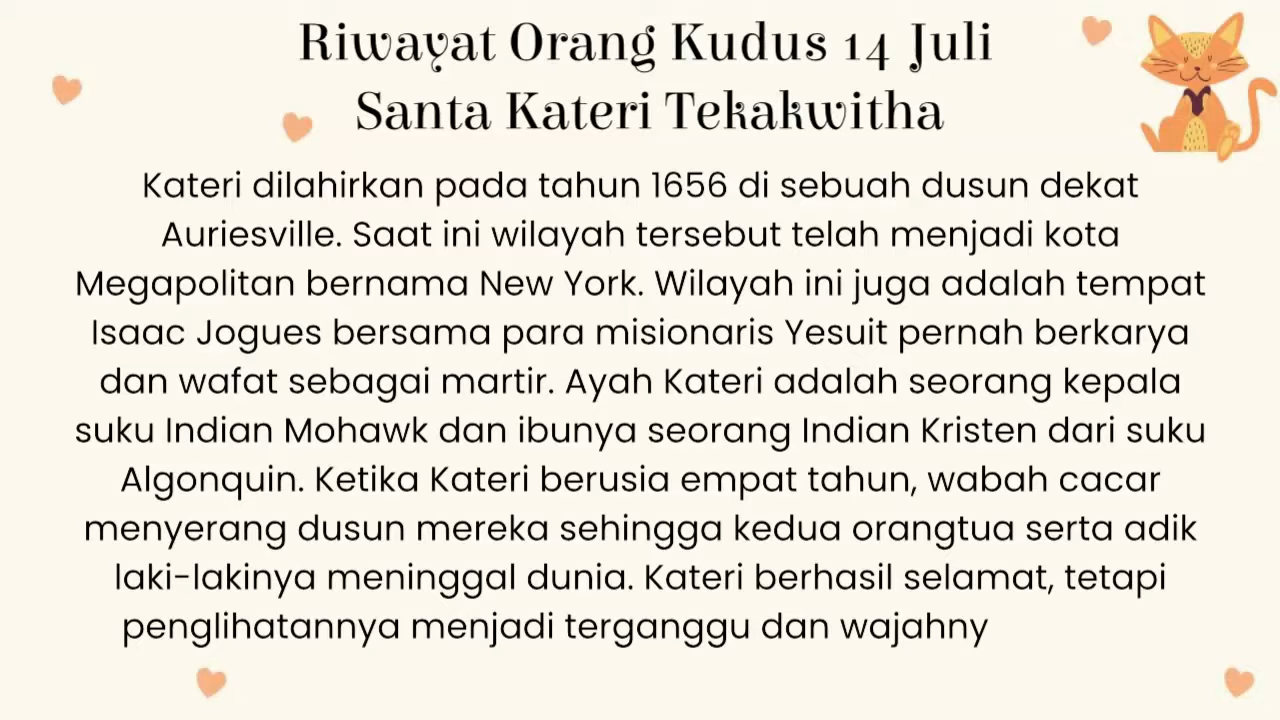 Riwayat Orang Kudus 14 Juli
Santa Kateri Tekakwitha
Kateri dilahirkan pada tahun 1656 di sebuah dusun dekat
Auriesville. Saat ini wilayah tersebut telah menjadi kota
Megapolitan bernama New York. Wilayah ini juga adalah tempat
Isaac Jogues bersama para misionaris Yesuit pernah berkarya
dan wafat sebagai martir. Ayah Kateri adalah seorang kepala
suku Indian Mohawk dan ibunya seorang Indian Kristen dari suku
Algonquin. Ketika Kateri berusia empat tahun, wabah cacar
menyerang dusun mereka sehingga kedua orangtua serta adik
laki-lakinya meninggal dunia. Kateri berhasil selamat, tetapi
penglihatannya menjadi terganggu dan wajahny